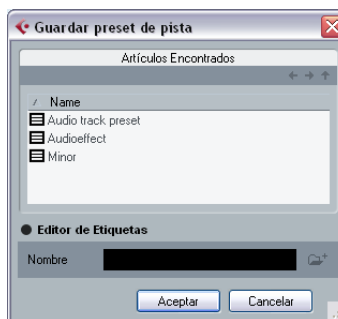 Guardar preset de pista
Artículos Encontrados
Name
Audio track preset
Audioeffect
Minor
Editor de Etiquetas
Nombre
Aceptar
Cancelar